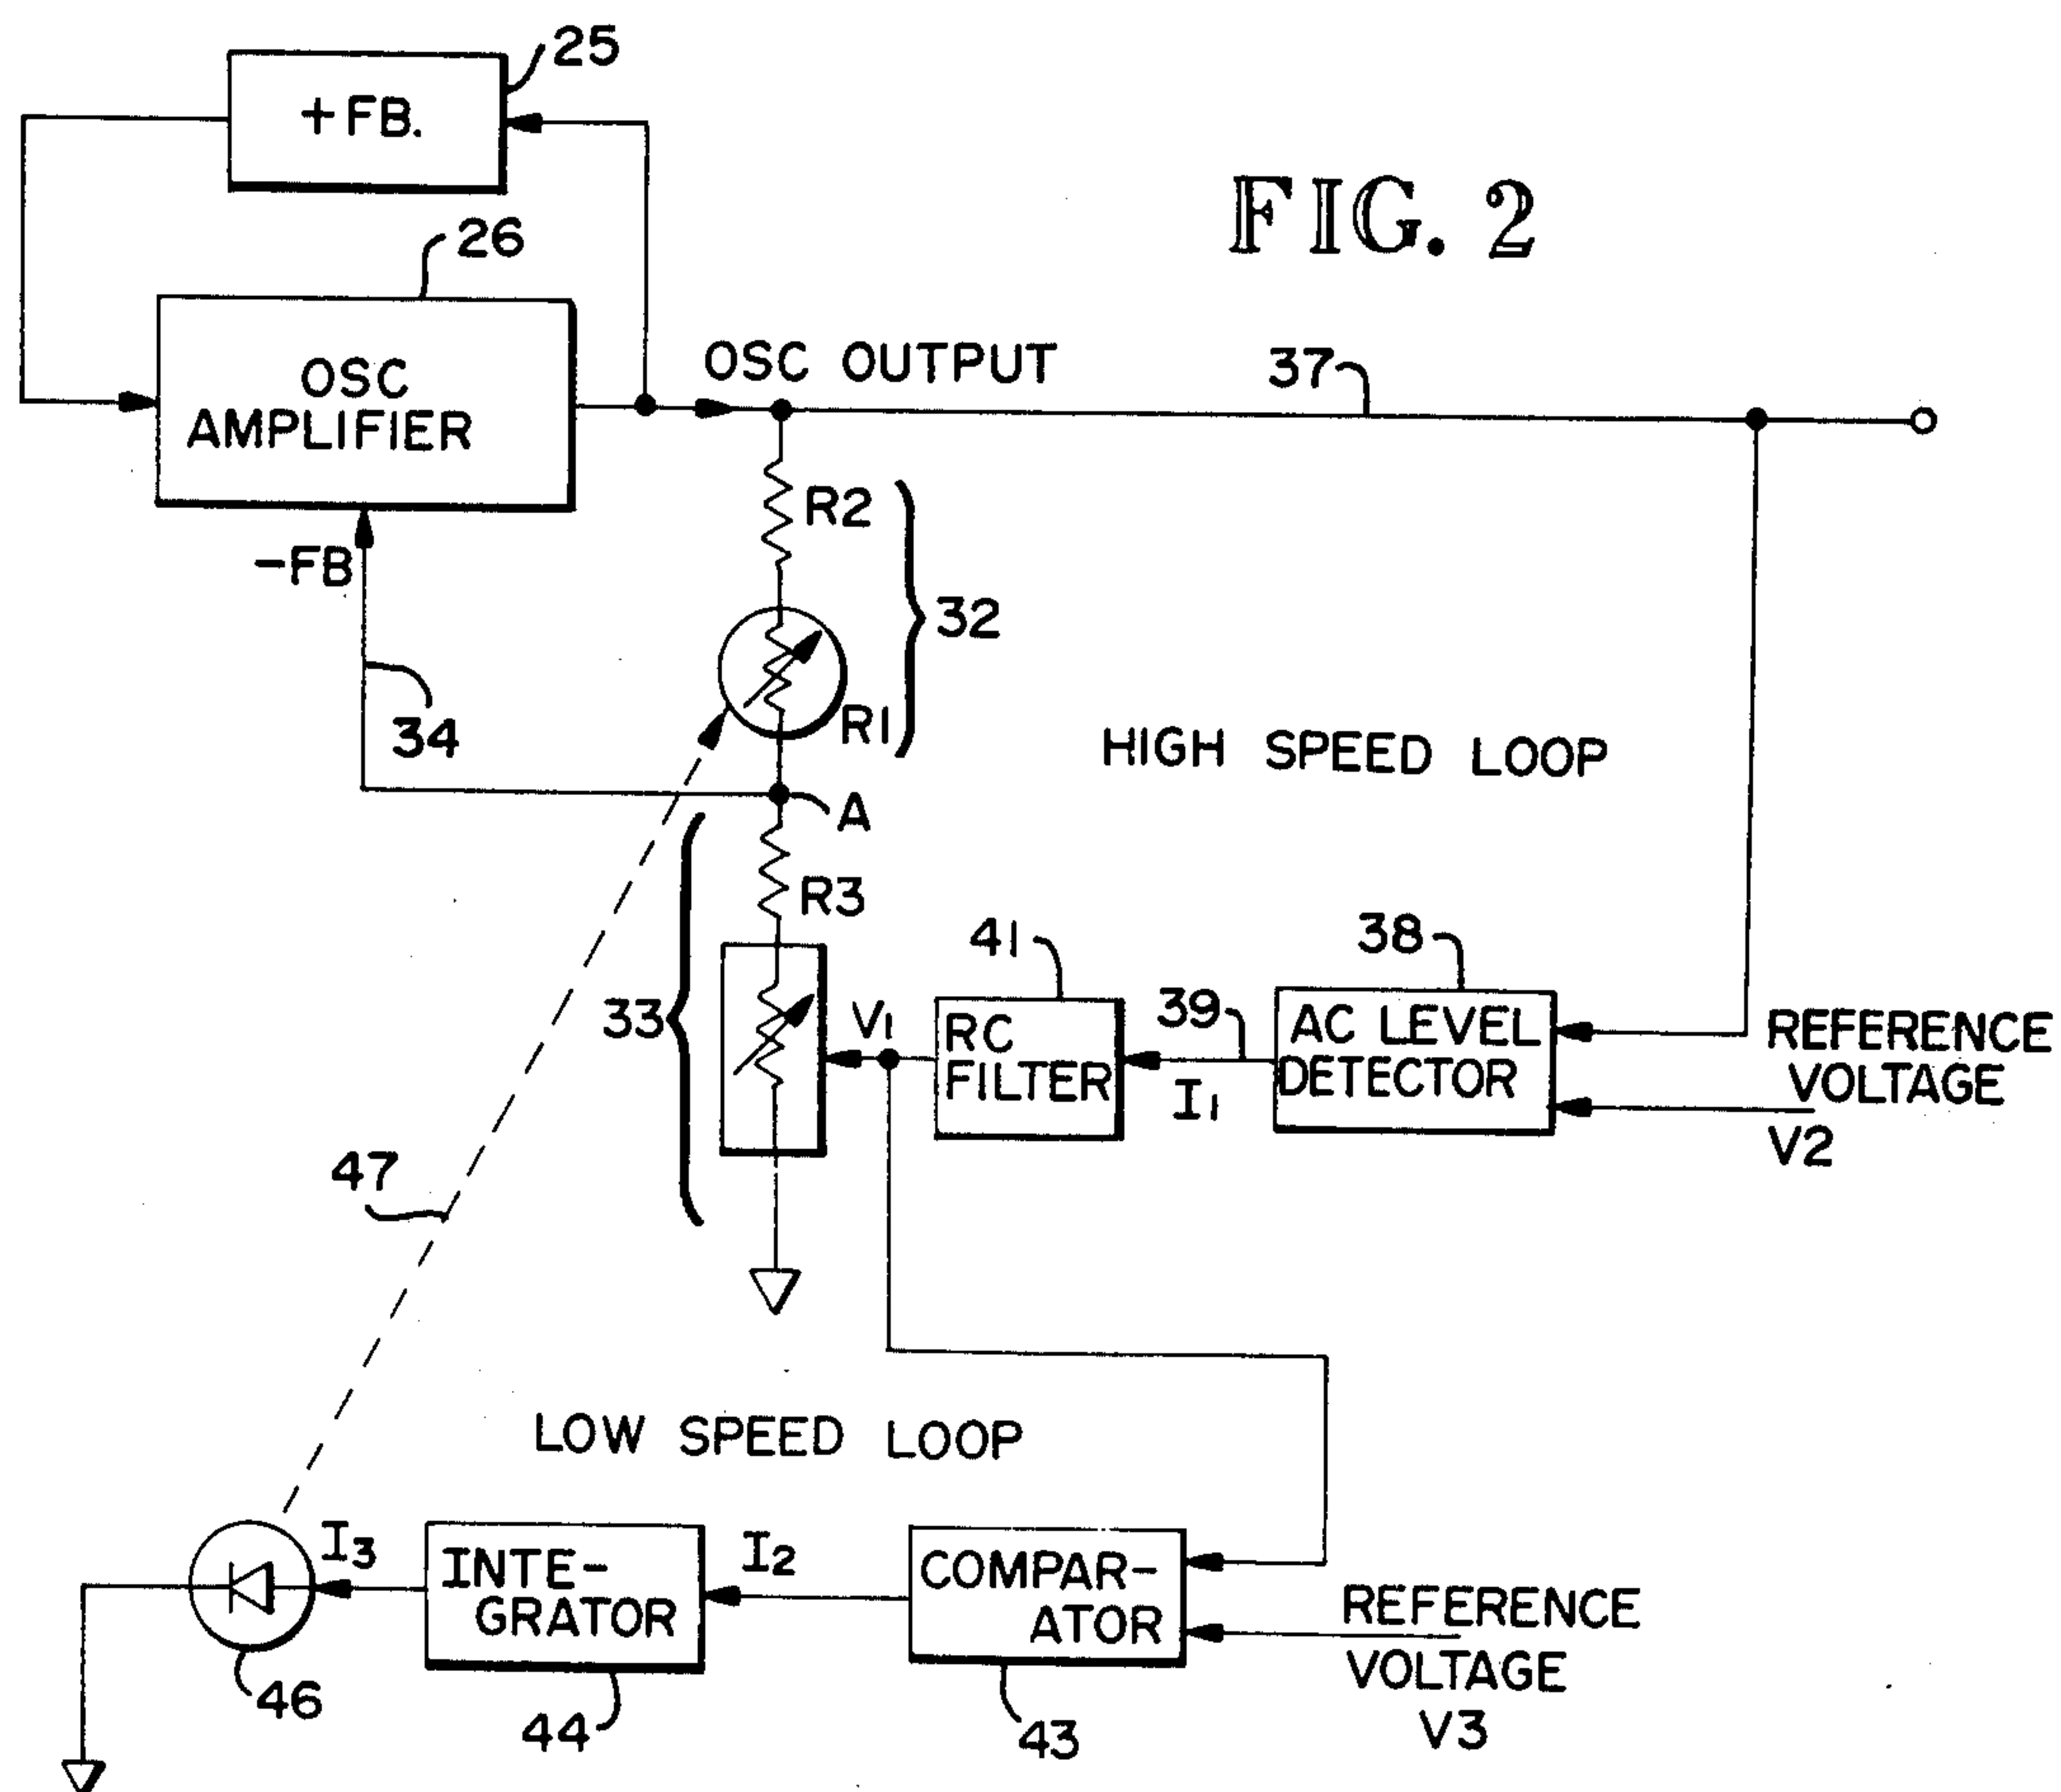 25
+FB.
FIG. 2
26
OSC
AMPLIFIER
OSC OUTPUT
37
R2
-FB
32
34
R1
HIGH SPEED LOOP
A
R3
41
38
33
V1
RC
FILTER
39
I1
AC LEVEL
DETECTOR
REFERENCE
VOLTAGE
V2
47
LOW SPEED LOOP
I3
INTE-
GRATOR
I2
COMPAR-
ATOR
REFERENCE
VOLTAGE
V3
46
44
43